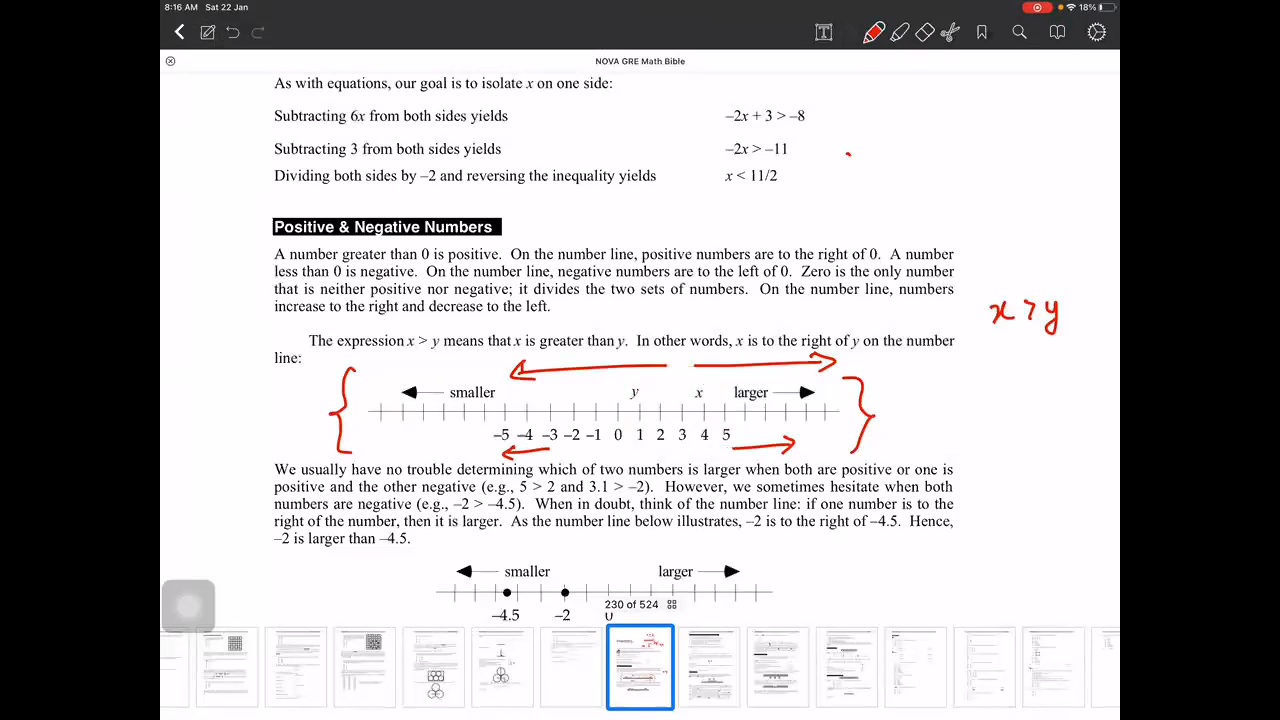 8:16 AM Sat 22 Jan 18%
NOVA GRE Math Bible
As with equations, our goal is to isolate x on one side:
Subtracting 6x from both sides yields –2x + 3 > –8
Subtracting 3 from both sides yields –2x > –11
Dividing both sides by –2 and reversing the inequality yields x < 11/2
Positive & Negative Numbers
A number greater than 0 is positive. On the number line, positive numbers are to the right of 0. A number
less than 0 is negative. On the number line, negative numbers are to the left of 0. Zero is the only number
that is neither positive nor negative; it divides the two sets of numbers. On the number line, numbers
increase to the right and decrease to the left.
x > y
The expression x > y means that x is greater than y. In other words, x is to the right of y on the number
line:
smaller y x larger
–5 –4 –3 –2 –1 0 1 2 3 4 5
We usually have no trouble determining which of two numbers is larger when both are positive or one is
positive and the other negative (e.g., 5 > 2 and 3.1 > –2). However, we sometimes hesitate when both
numbers are negative (e.g., –2 > –4.5). When in doubt, think of the number line: if one number is to the
right of the number, then it is larger. As the number line below illustrates, –2 is to the right of –4.5. Hence,
–2 is larger than –4.5.
smaller larger
230 of 524
–4.5 –2 0